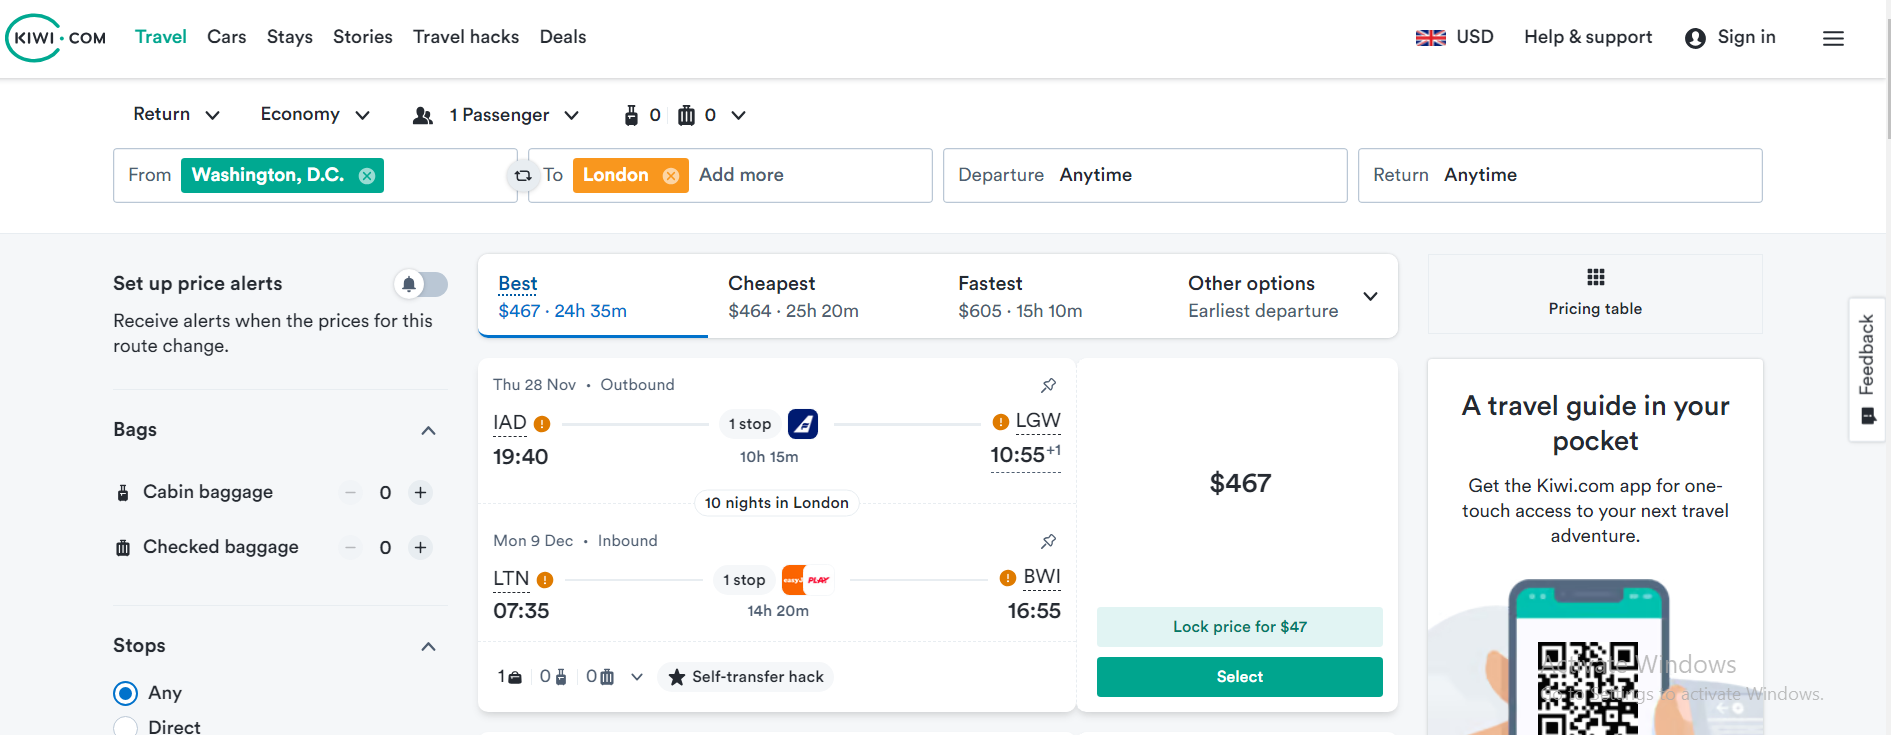 KIWI.COM Travel Cars Stays Stories Travel hacks Deals USD Help & support Sign in
Return Economy 1 Passenger 0 0
From Washington, D.C. To London Add more Departure Anytime Return Anytime
Set up price alerts
Receive alerts when the prices for this
route change.
Bags
Cabin baggage 0
Checked baggage 0
Stops
Any
Direct
Best
$467 · 24h 35m
Cheapest
$464 · 25h 20m
Fastest
$605 · 15h 10m
Other options
Earliest departure
Thu 28 Nov • Outbound
IAD 1 stop LGW
19:40 10h 15m 10:55+1
10 nights in London
Mon 9 Dec • Inbound
LTN 1 stop easyJ PLAY BWI
07:35 14h 20m 16:55
1 0 0 Self-transfer hack
$467
Lock price for $47
Select
Pricing table
A travel guide in your
pocket
Get the Kiwi.com app for one-
touch access to your next travel
adventure.
Activate Windows
Go to Settings to activate Windows.
Feedback